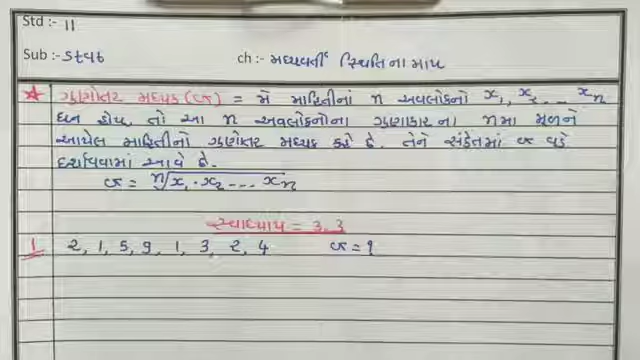 Std :- 11
Sub :- Stat ch :- મધ્યવર્તી સ્થિતિના માપ
☆ ગુણોતર મધ્યક (G) = જો માહિતીનાં n અવલોકનો x₁, x₂, ... xₙ
ધન હોય, તો આ n અવલોકનોના ગુણાકારના nમા મૂળને
આપેલ માહિતીનો ગુણોતર મધ્યક કહે છે. તેને સંકેતમાં G વડે
દર્શાવવામાં આવે છે.
G = ⁿ√x₁ · x₂ --- xₙ
સ્વાધ્યાય = 3.3
1 2, 1, 5, 9, 1, 3, 2, 4 G = ?